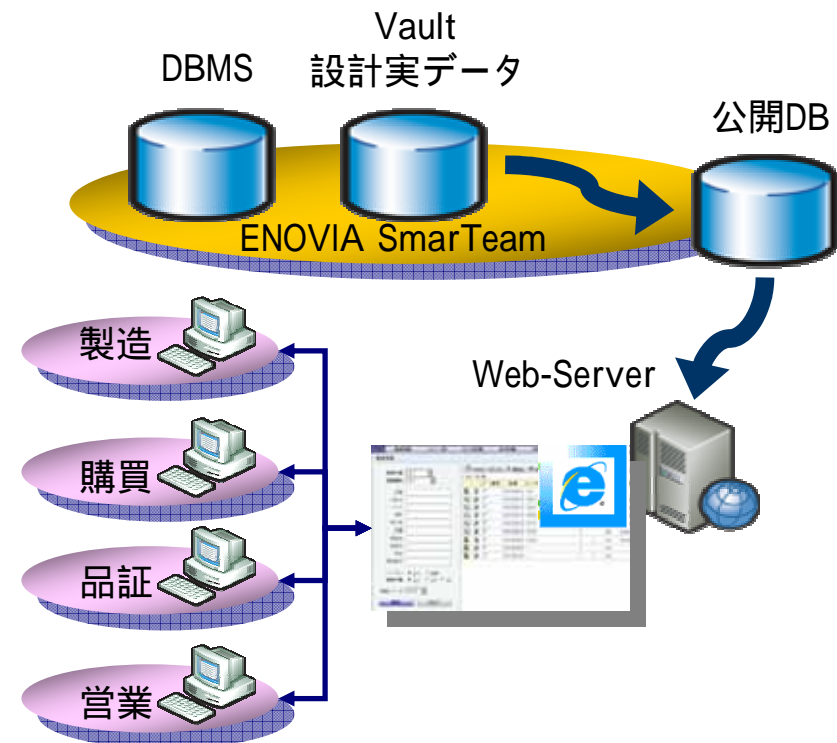 Vault
DBMS
設計実データ
公開DB
ENOVIA SmarTeam
製造
Web-Server
購買
品証
営業